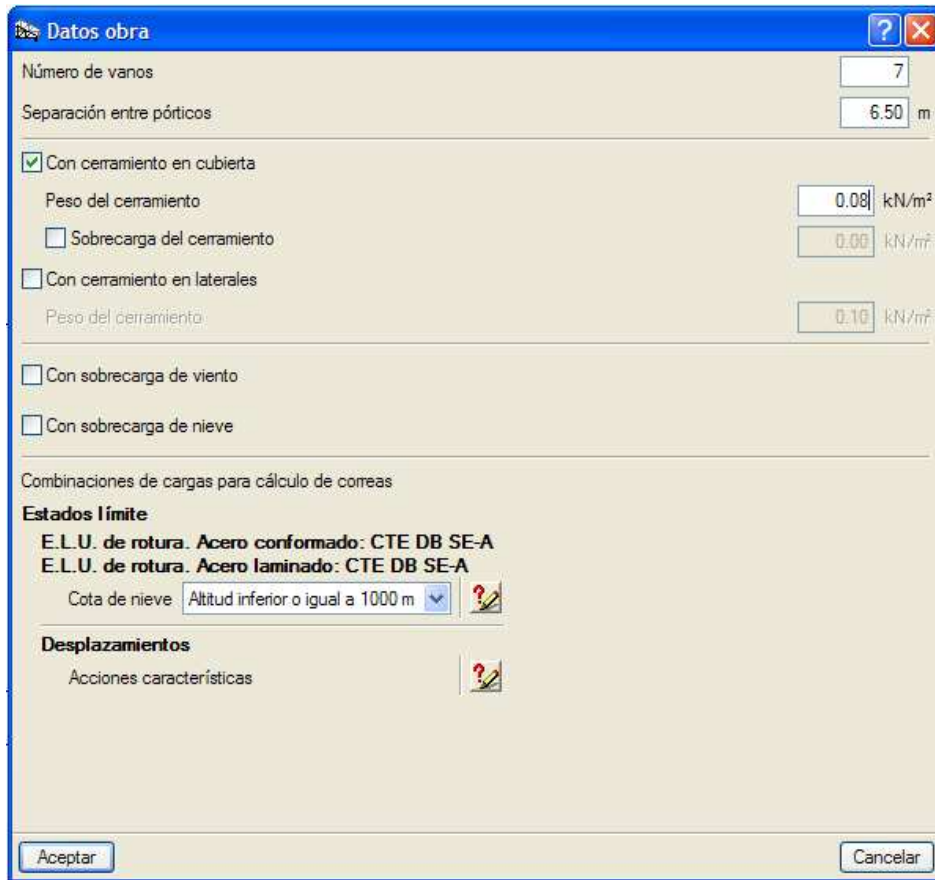 Datos obra
Número de vanos 7
Separación entre pórticos 6.50 m
Con cerramiento en cubierta
Peso del cerramiento 0.08 kN/m²
Sobrecarga del cerramiento 0.00 kN/m²
Con cerramiento en laterales
Peso del cerramiento 0.10 kN/m²
Con sobrecarga de viento
Con sobrecarga de nieve
Combinaciones de cargas para cálculo de correas
Estados límite
E.L.U. de rotura. Acero conformado: CTE DB SE-A
E.L.U. de rotura. Acero laminado: CTE DB SE-A
Cota de nieve Altitud inferior o igual a 1000 m
Desplazamientos
Acciones características
Aceptar Cancelar